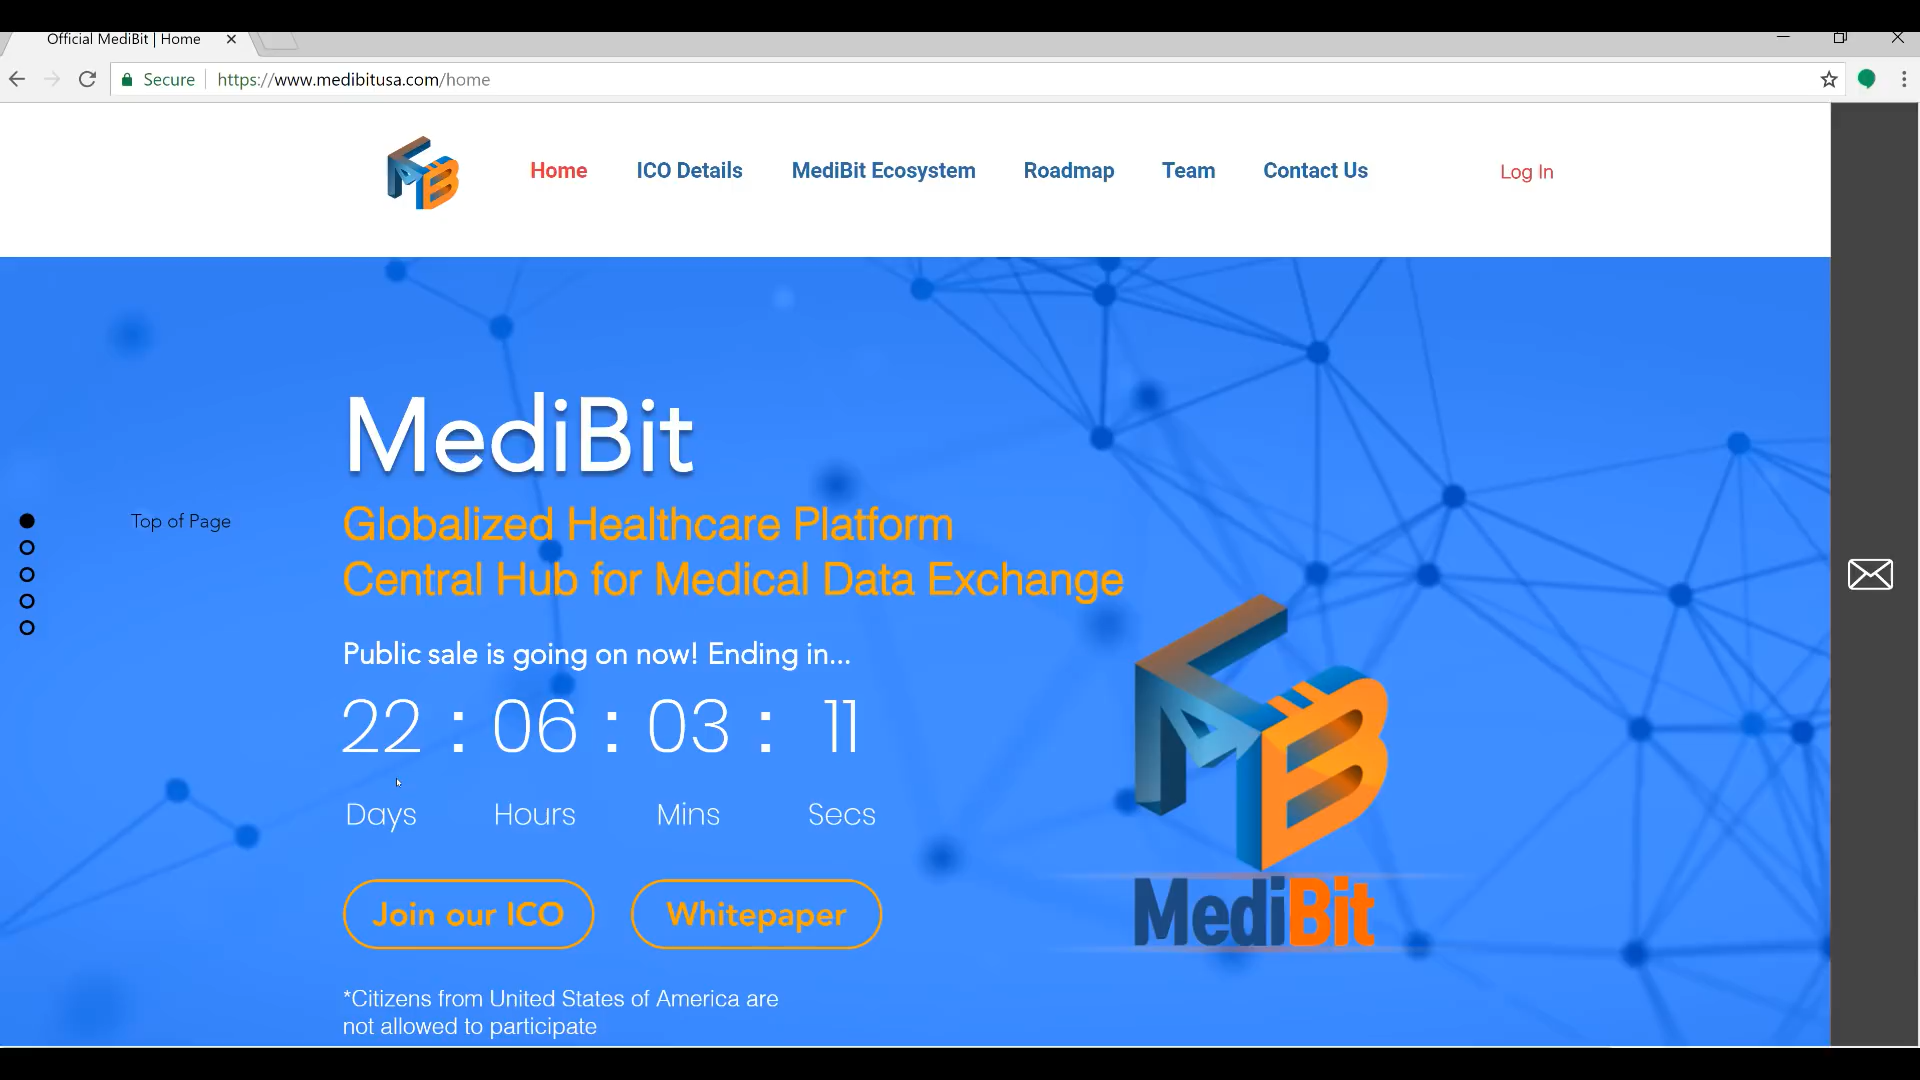 Official MediBit | Home
Secure
https://www.medibitusa.com/home
Home
ICO Details
MediBit Ecosystem
Roadmap
Team
Contact Us
Log In
MediBit
Globalized Healthcare Platform
Central Hub for Medical Data Exchange
Top of Page
Public sale is going on now! Ending in...
22 : 06 : 03 : 11
Days Hours Mins Secs
Join our ICO
Whitepaper
MB
MediBit
*Citizens from United States of America are
not allowed to participate